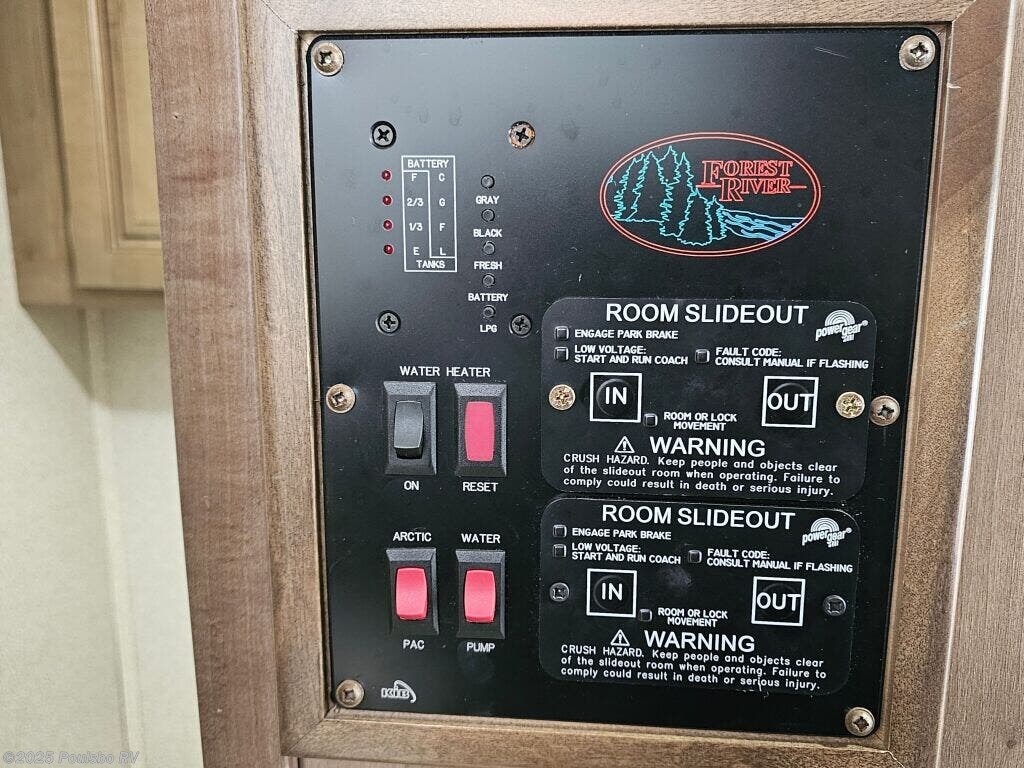 BATTERY
F C
2/3 G
1/3 F
E L
TANKS
GRAY
BLACK
FRESH
BATTERY
LPG
FOREST
RIVER
WATER HEATER
ON
RESET
ARCTIC
PAC
WATER
PUMP
KIB
ROOM SLIDEOUT
powergear®
ENGAGE PARK BRAKE
LOW VOLTAGE:
START AND RUN COACH
FAULT CODE:
CONSULT MANUAL IF FLASHING
IN
OUT
ROOM OR LOCK
MOVEMENT
⚠ WARNING
CRUSH HAZARD. Keep people and objects clear
of the slideout room when operating. Failure to
comply could result in death or serious injury.
ROOM SLIDEOUT
powergear®
ENGAGE PARK BRAKE
LOW VOLTAGE:
START AND RUN COACH
FAULT CODE:
CONSULT MANUAL IF FLASHING
IN
OUT
ROOM OR LOCK
MOVEMENT
⚠ WARNING
CRUSH HAZARD. Keep people and objects clear
of the slideout room when operating. Failure to
comply could result in death or serious injury.
©2025 Poulsbo RV